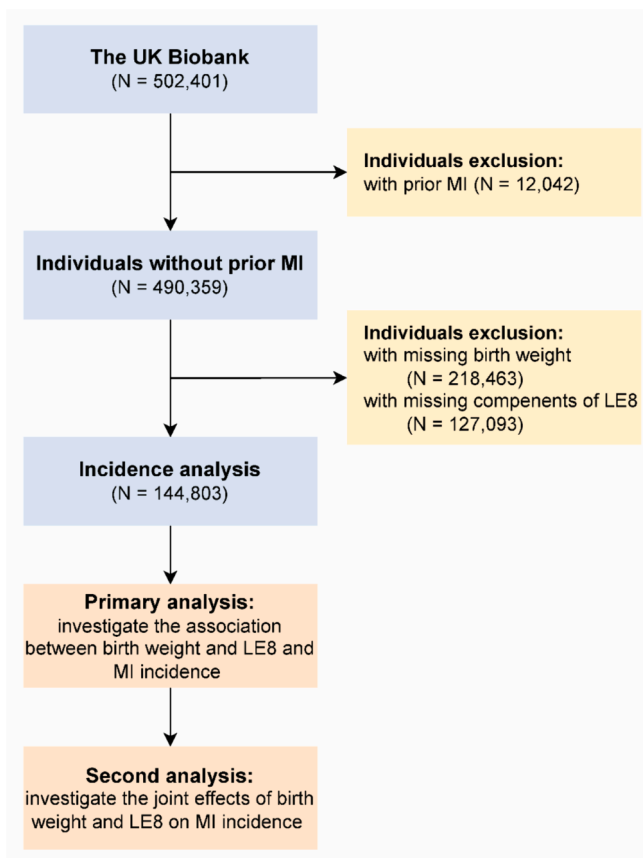 The UK Biobank
(N = 502,401)
Individuals exclusion:
with prior MI (N = 12,042)
Individuals without prior MI
(N = 490,359)
Individuals exclusion:
with missing birth weight
(N = 218,463)
with missing compenents of LE8
(N = 127,093)
Incidence analysis
(N = 144,803)
Primary analysis:
investigate the association
between birth weight and LE8 and
MI incidence
Second analysis:
investigate the joint effects of birth
weight and LE8 on MI incidence